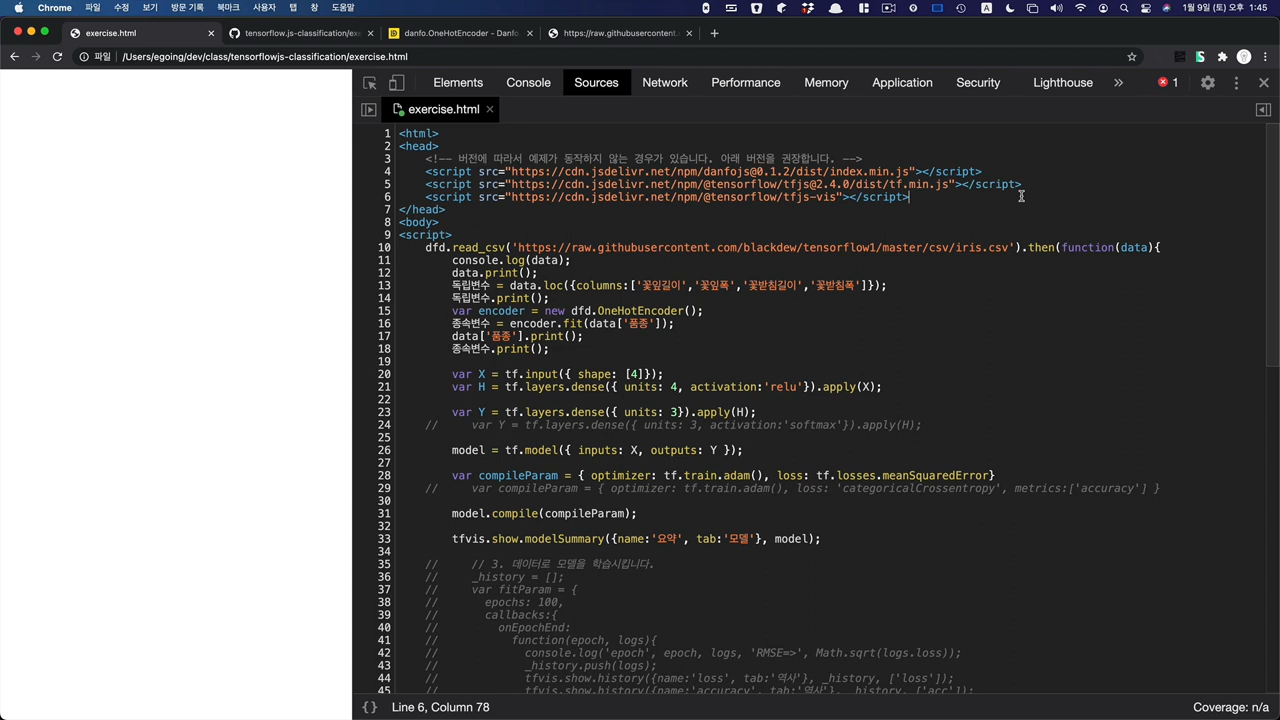 Chrome 파일 수정 보기 방문 기록 북마크 사용자 탭 창 도움말 1월 9일(토) 1:45
exercise.html tensorflow.js-classification/exe danfo.OneHotEncoder – Danfo. https://raw.githubusercontent.
파일 /Users/egoing/dev/class/tensorflowjs-classification/exercise.html
Elements Console Sources Network Performance Memory Application Security Lighthouse » 1
exercise.html
1 <html>
2 <head>
3 <!-- 버전에 따라서 예제가 동작하지 않는 경우가 있습니다. 아래 버전을 권장합니다. -->
4 <script src="https://cdn.jsdelivr.net/npm/danfojs@0.1.2/dist/index.min.js"></script>
5 <script src="https://cdn.jsdelivr.net/npm/@tensorflow/tfjs@2.4.0/dist/tf.min.js"></script>
6 <script src="https://cdn.jsdelivr.net/npm/@tensorflow/tfjs-vis"></script>
7 </head>
8 <body>
9 <script>
10 dfd.read_csv('https://raw.githubusercontent.com/blackdew/tensorflow1/master/csv/iris.csv').then(function(data){
11 console.log(data);
12 data.print();
13 독립변수 = data.loc({columns:['꽃잎길이','꽃잎폭','꽃받침길이','꽃받침폭']});
14 독립변수.print();
15 var encoder = new dfd.OneHotEncoder();
16 종속변수 = encoder.fit(data['품종']);
17 data['품종'].print();
18 종속변수.print();
19
20 var X = tf.input({ shape: [4]});
21 var H = tf.layers.dense({ units: 4, activation:'relu'}).apply(X);
22
23 var Y = tf.layers.dense({ units: 3}).apply(H);
24 // var Y = tf.layers.dense({ units: 3, activation:'softmax'}).apply(H);
25
26 model = tf.model({ inputs: X, outputs: Y });
27
28 var compileParam = { optimizer: tf.train.adam(), loss: tf.losses.meanSquaredError}
29 // var compileParam = { optimizer: tf.train.adam(), loss: 'categoricalCrossentropy', metrics:['accuracy'] }
30
31 model.compile(compileParam);
32
33 tfvis.show.modelSummary({name:'요약', tab:'모델'}, model);
34
35 // // 3. 데이터로 모델을 학습시킵니다.
36 // _history = [];
37 // var fitParam = {
38 // epochs: 100,
39 // callbacks:{
40 // onEpochEnd:
41 // function(epoch, logs){
42 // console.log('epoch', epoch, logs, 'RMSE=>', Math.sqrt(logs.loss));
43 // _history.push(logs);
44 // tfvis.show.history({name:'loss', tab:'역사'}, _history, ['loss']);
45 // tfvis.show.history({name:'accuracy', tab:'역사'}, _history, ['acc']);
{} Line 6, Column 78 Coverage: n/a